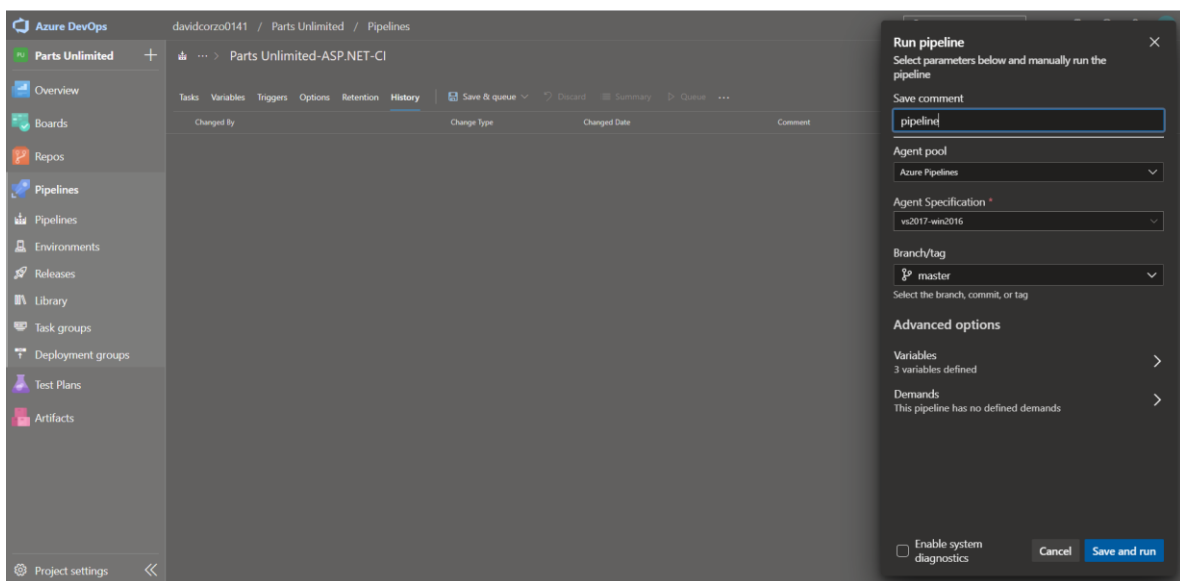 Azure DevOps
davidcorzo0141 / Parts Unlimited / Pipelines
PU Parts Unlimited +
... > Parts Unlimited-ASP.NET-CI
Overview
Boards
Repos
Pipelines
Pipelines
Environments
Releases
Library
Task groups
Deployment groups
Test Plans
Artifacts
Project settings
Tasks Variables Triggers Options Retention History Save & queue Discard Summary Queue ...
Changed By Change Type Changed Date Comment
Run pipeline
Select parameters below and manually run the
pipeline
Save comment
pipeline
Agent pool
Azure Pipelines
Agent Specification *
vs2017-win2016
Branch/tag
master
Select the branch, commit, or tag
Advanced options
Variables
3 variables defined
Demands
This pipeline has no defined demands
Enable system
diagnostics
Cancel Save and run